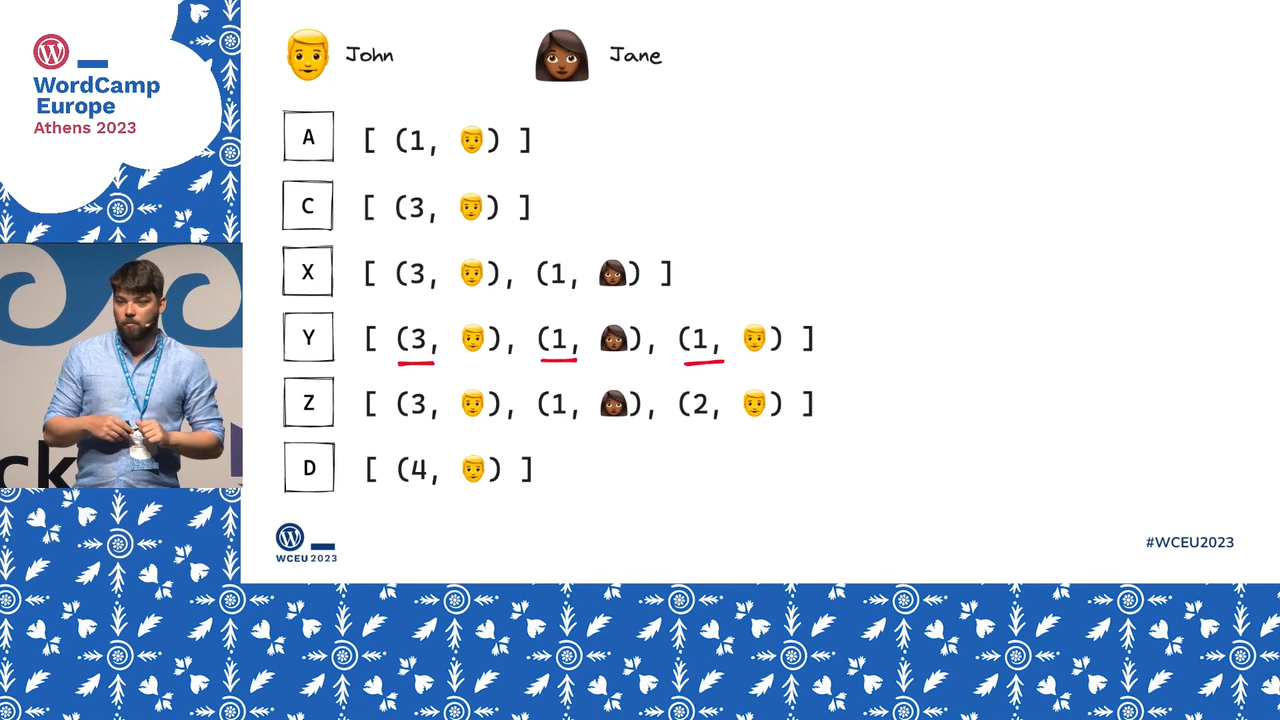 WordCamp
Europe
Athens 2023
John
Jane
A [ (1, 👨) ]
C [ (3, 👨) ]
X [ (3, 👨), (1, 👩🏾) ]
Y [ (3, 👨), (1, 👩🏾), (1, 👨) ]
Z [ (3, 👨), (1, 👩🏾), (2, 👨) ]
D [ (4, 👨) ]
ck
WCEU 2023
#WCEU2023